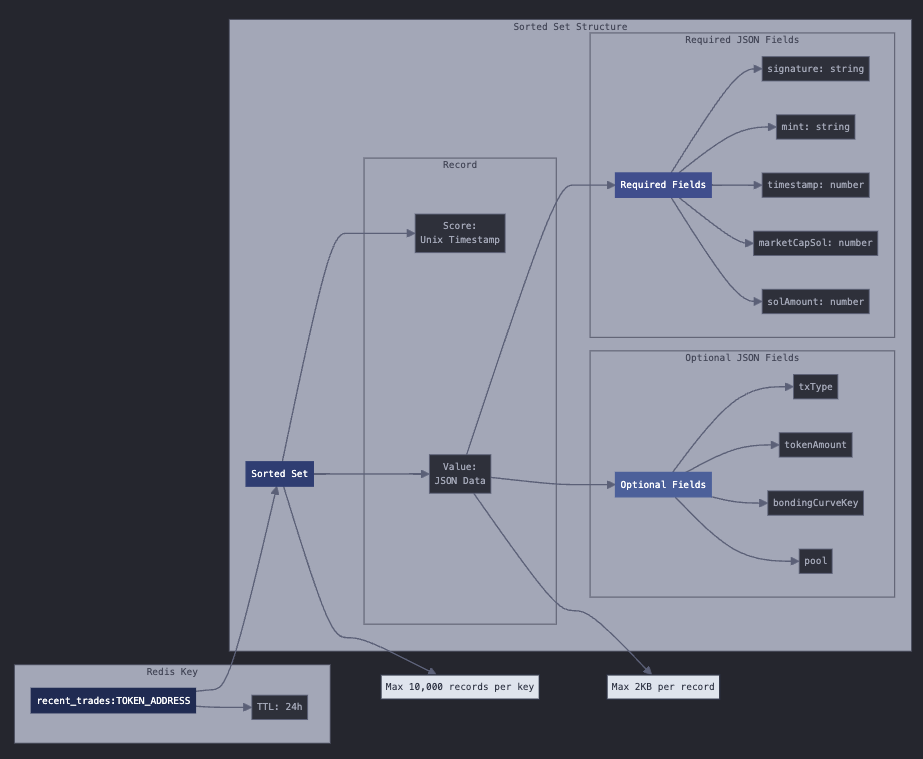 Sorted Set Structure
Required JSON Fields
signature: string
mint: string
Record
Required Fields
timestamp: number
Score:
Unix Timestamp
marketCapSol: number
solAmount: number
Optional JSON Fields
txType
tokenAmount
Sorted Set
Value:
JSON Data
Optional Fields
bondingCurveKey
pool
Redis Key
recent_trades:TOKEN_ADDRESS
TTL: 24h
Max 10,000 records per key
Max 2KB per record